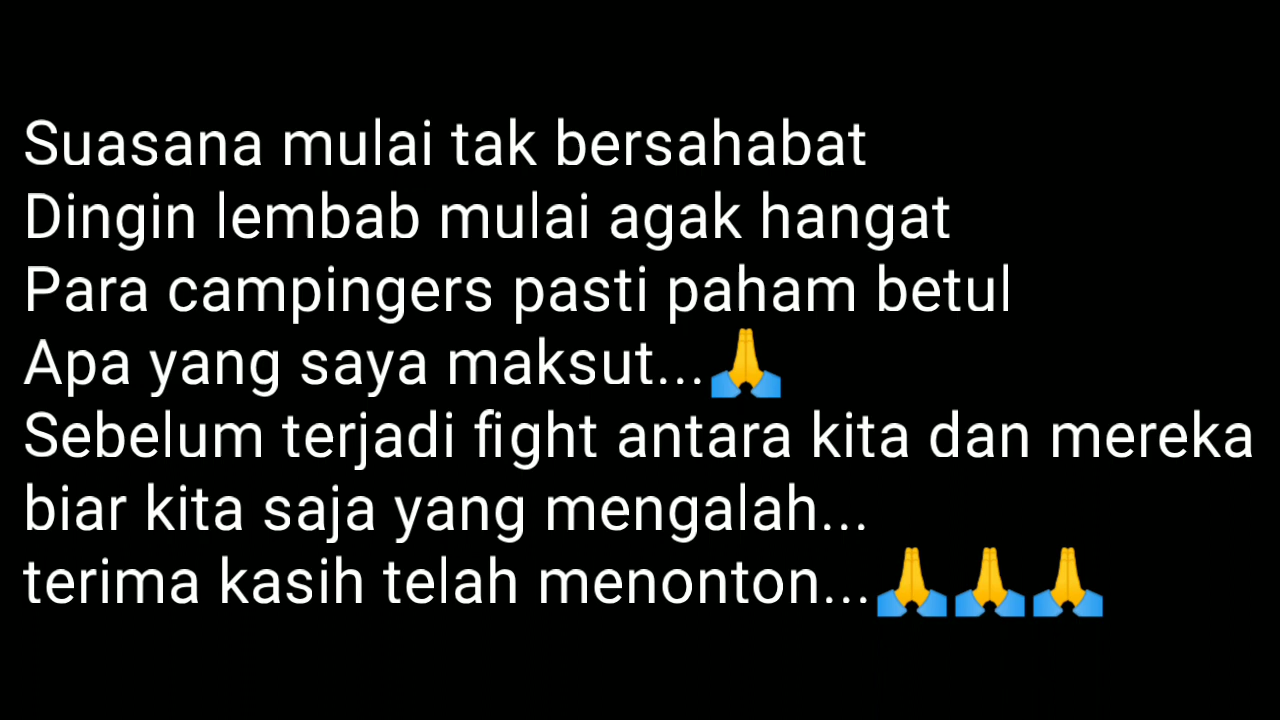 Suasana mulai tak bersahabat
Dingin lembab mulai agak hangat
Para campingers pasti paham betul
Apa yang saya maksut...🙏
Sebelum terjadi fight antara kita dan mereka
biar kita saja yang mengalah...
terima kasih telah menonton...🙏🙏🙏